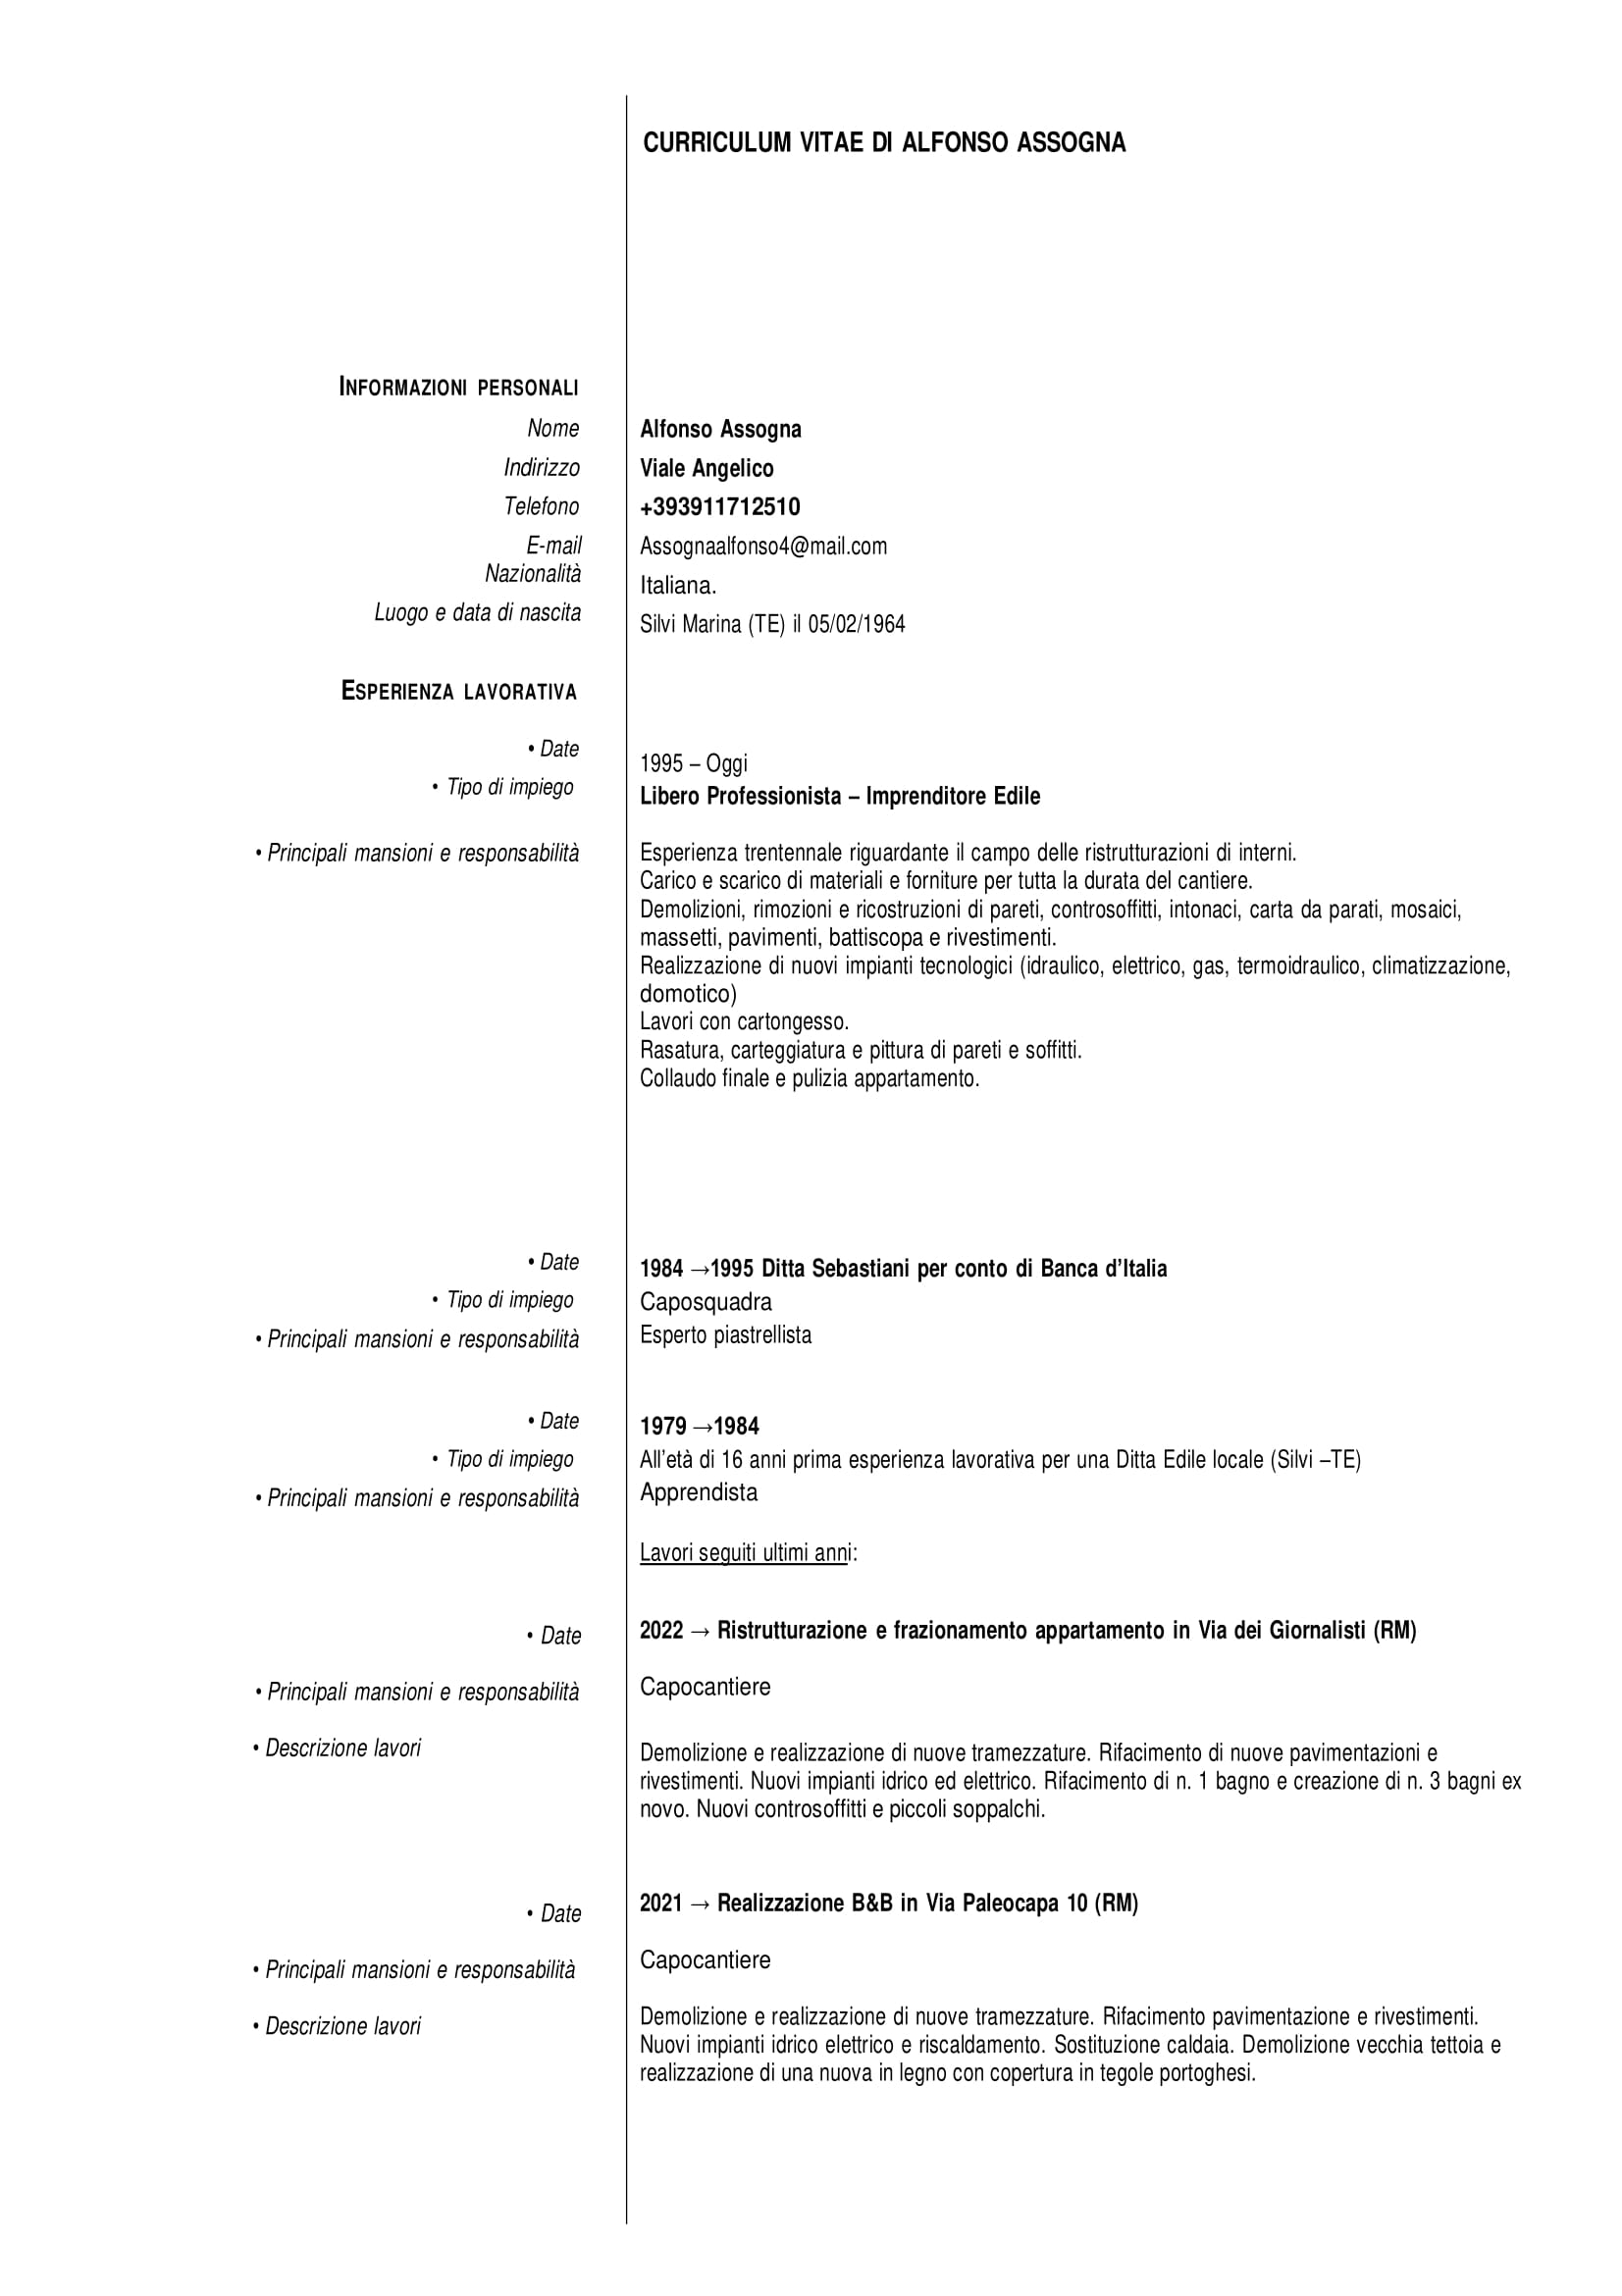 CURRICULUM VITAE DI ALFONSO ASSOGNA
INFORMAZIONI PERSONALI
Nome Alfonso Assogna
Indirizzo Viale Angelico
Telefono +393911712510
E-mail Assognaalfonso4@mail.com
Nazionalità Italiana.
Luogo e data di nascita Silvi Marina (TE) il 05/02/1964
ESPERIENZA LAVORATIVA
• Date 1995 – Oggi
• Tipo di impiego Libero Professionista – Imprenditore Edile
• Principali mansioni e responsabilità Esperienza trentennale riguardante il campo delle ristrutturazioni di interni.
Carico e scarico di materiali e forniture per tutta la durata del cantiere.
Demolizioni, rimozioni e ricostruzioni di pareti, controsoffitti, intonaci, carta da parati, mosaici,
massetti, pavimenti, battiscopa e rivestimenti.
Realizzazione di nuovi impianti tecnologici (idraulico, elettrico, gas, termoidraulico, climatizzazione,
domotico)
Lavori con cartongesso.
Rasatura, carteggiatura e pittura di pareti e soffitti.
Collaudo finale e pulizia appartamento.
• Date 1984 →1995 Ditta Sebastiani per conto di Banca d’Italia
• Tipo di impiego Caposquadra
• Principali mansioni e responsabilità Esperto piastrellista
• Date 1979 →1984
• Tipo di impiego All’età di 16 anni prima esperienza lavorativa per una Ditta Edile locale (Silvi –TE)
• Principali mansioni e responsabilità Apprendista
Lavori seguiti ultimi anni:
• Date 2022 → Ristrutturazione e frazionamento appartamento in Via dei Giornalisti (RM)
• Principali mansioni e responsabilità Capocantiere
• Descrizione lavori Demolizione e realizzazione di nuove tramezzature. Rifacimento di nuove pavimentazioni e
rivestimenti. Nuovi impianti idrico ed elettrico. Rifacimento di n. 1 bagno e creazione di n. 3 bagni ex
novo. Nuovi controsoffitti e piccoli soppalchi.
• Date 2021 → Realizzazione B&B in Via Paleocapa 10 (RM)
• Principali mansioni e responsabilità Capocantiere
• Descrizione lavori Demolizione e realizzazione di nuove tramezzature. Rifacimento pavimentazione e rivestimenti.
Nuovi impianti idrico elettrico e riscaldamento. Sostituzione caldaia. Demolizione vecchia tettoia e
realizzazione di una nuova in legno con copertura in tegole portoghesi.